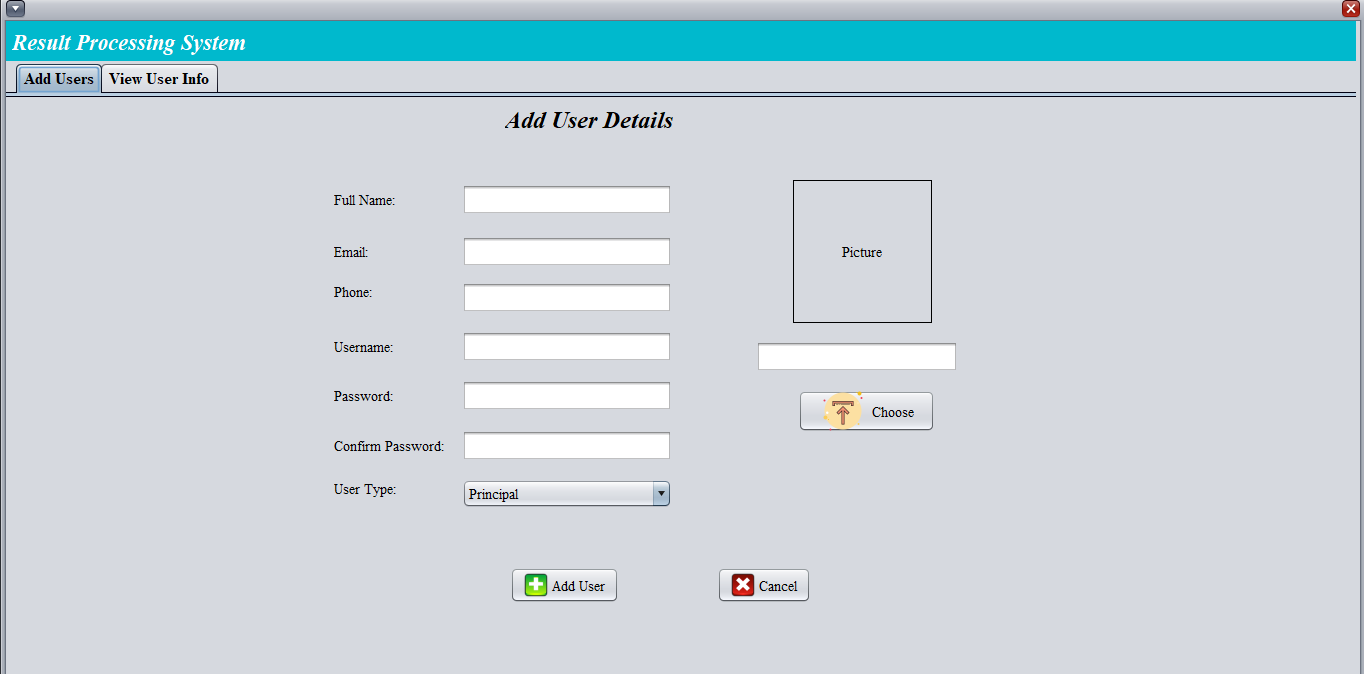 Result Processing System
Add Users View User Info
Add User Details
Full Name:
Email:
Phone:
Username:
Password:
Confirm Password:
User Type: Principal
Picture
Choose
Add User Cancel